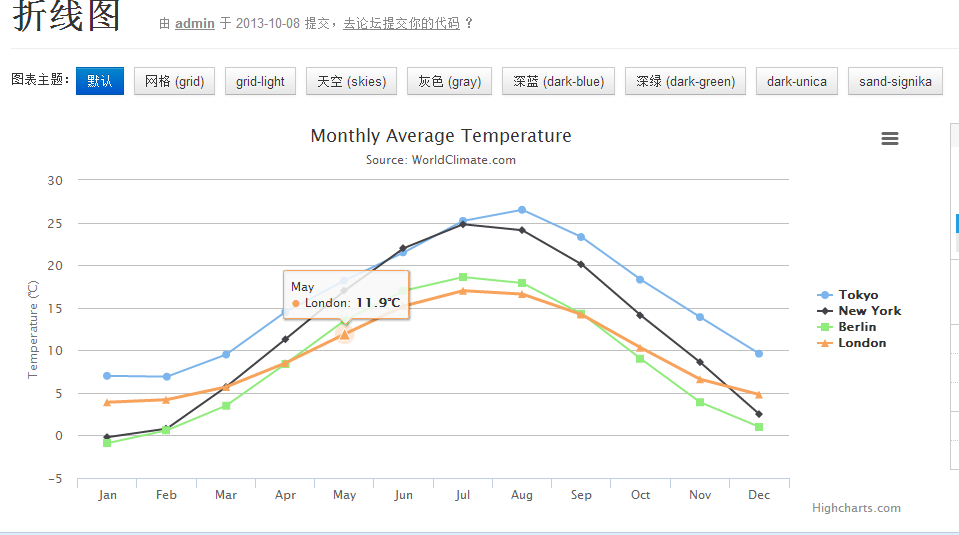 折线图
由 admin 于 2013-10-08 提交，去论坛提交你的代码 ？
图表主题： 默认 网格 (grid) grid-light 天空 (skies) 灰色 (gray) 深蓝 (dark-blue) 深绿 (dark-green) dark-unica sand-signika
Monthly Average Temperature
Source: WorldClimate.com
Temperature (°C)
30
25
20
15
10
5
0
-5
May
London: 11.9°C
Jan Feb Mar Apr May Jun Jul Aug Sep Oct Nov Dec
Tokyo
New York
Berlin
London
Highcharts.com